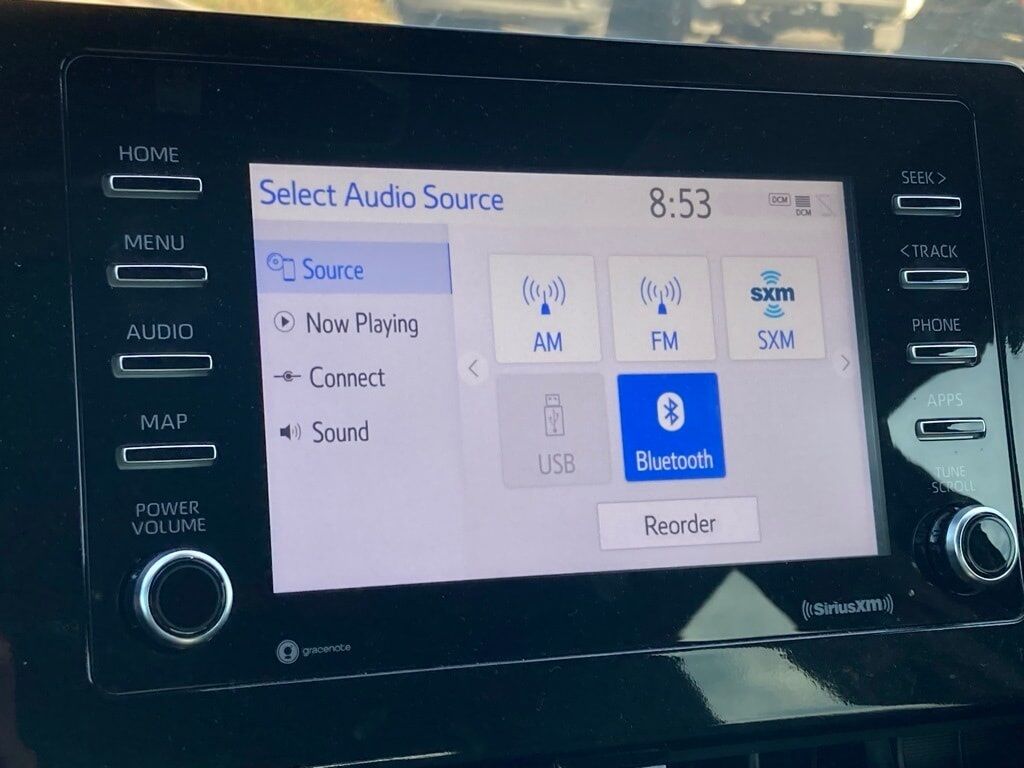 HOME
MENU
AUDIO
MAP
POWER
VOLUME
Select Audio Source
8:53
DCM
DCM
Source
Now Playing
Connect
Sound
AM
FM
sxm
SXM
USB
Bluetooth
Reorder
SEEK >
< TRACK
PHONE
APPS
TUNE
SCROLL
gracenote
((SiriusXM))